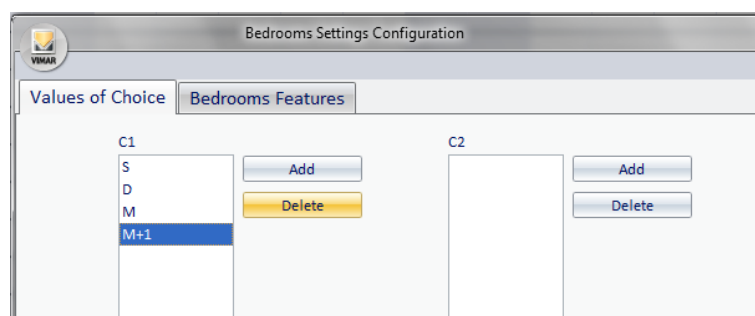 Bedrooms Settings Configuration
VIMAR
Values of Choice Bedrooms Features
C1 C2
S Add Add
D
Delete Delete
M
M+1